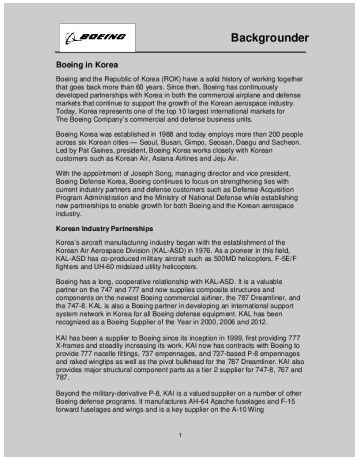 BOEING
Backgrounder
Boeing in Korea
Boeing and the Republic of Korea (ROK) have a solid history of working together
that goes back more than 60 years. Since then, Boeing has continuously
developed partnerships with Korea in both the commercial airplane and defense
markets that continue to support the growth of the Korean aerospace industry.
Today, Korea represents one of the top 10 largest international markets for
The Boeing Company's commercial and defense business units.
Boeing Korea was established in 1988 and today employs more than 200 people
across six Korean cities — Seoul, Busan, Gimpo, Seosan, Daegu and Sacheon.
Led by Pat Gaines, president, Boeing Korea works closely with Korean
customers such as Korean Air, Asiana Airlines and Jeju Air.
With the appointment of Joseph Song, managing director and vice president,
Boeing Defense Korea, Boeing continues to focus on strengthening ties with
current industry partners and defense customers such as Defense Acquisition
Program Administration and the Ministry of National Defense while establishing
new partnerships to enable growth for both Boeing and the Korean aerospace
industry.
Korean Industry Partnerships
Korea's aircraft manufacturing industry began with the establishment of the
Korean Air Aerospace Division (KAL-ASD) in 1976. As a pioneer in this field,
KAL-ASD has co-produced military aircraft such as 500MD helicopters, F-5E/F
fighters and UH-60 midsized utility helicopters.
Boeing has a long, cooperative relationship with KAL-ASD. It is a valuable
partner on the 747 and 777 and now supplies composite structures and
components on the newest Boeing commercial airliner, the 787 Dreamliner, and
the 747-8. KAL is also a Boeing partner in developing an international support
system network in Korea for all Boeing defense equipment. KAL has been
recognized as a Boeing Supplier of the Year in 2000, 2006 and 2012.
KAI has been a supplier to Boeing since its inception in 1999, first providing 777
X-frames and steadily increasing its work. KAI now has contracts with Boeing to
provide 777 nacelle fittings, 737 empennages, and 737-based P-8 empennages
and raked wingtips as well as the pivot bulkhead for the 787 Dreamliner. KAI also
provides major structural component parts as a tier 2 supplier for 747-8, 767 and
787.
Beyond the military-derivative P-8, KAI is a valued supplier on a number of other
Boeing defense programs. It manufactures AH-64 Apache fuselages and F-15
forward fuselages and wings and is a key supplier on the A-10 Wing
1